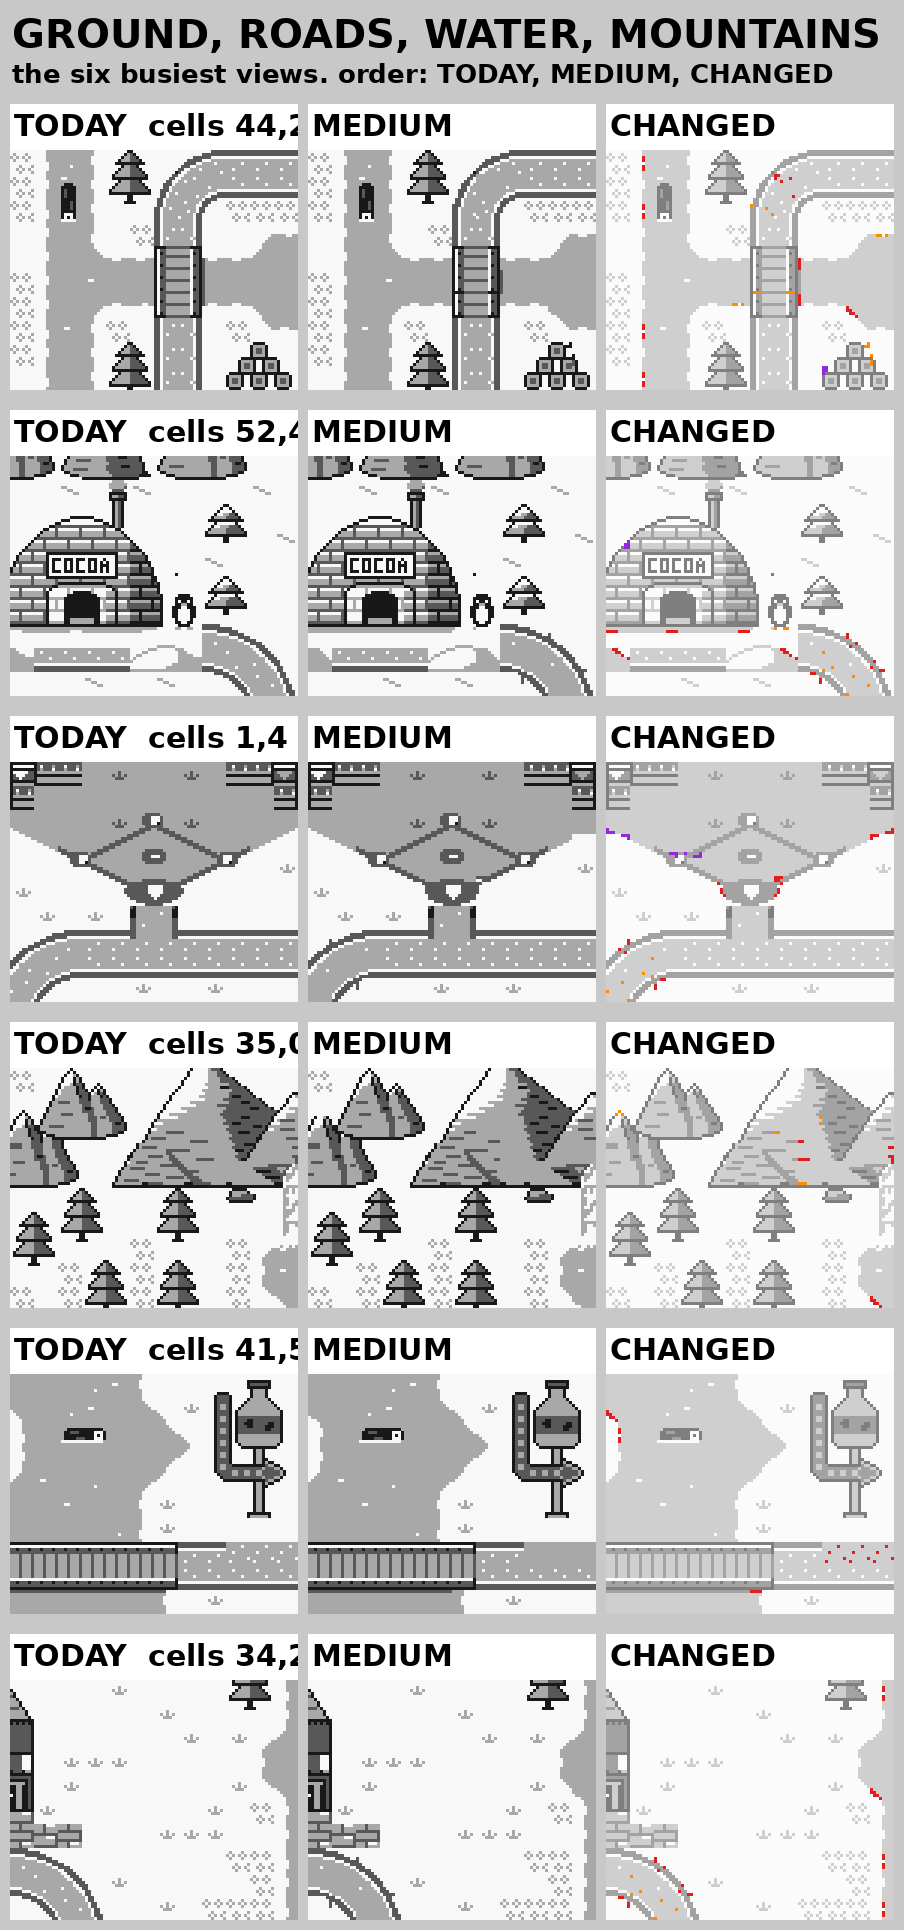 GROUND, ROADS, WATER, MOUNTAINS
the six busiest views. order: TODAY, MEDIUM, CHANGED
TODAY cells 44,2 MEDIUM CHANGED
TODAY cells 52,4 MEDIUM CHANGED
COCOA COCOA COCOA
TODAY cells 1,4 MEDIUM CHANGED
TODAY cells 35,0 MEDIUM CHANGED
TODAY cells 41,5 MEDIUM CHANGED
TODAY cells 34,2 MEDIUM CHANGED